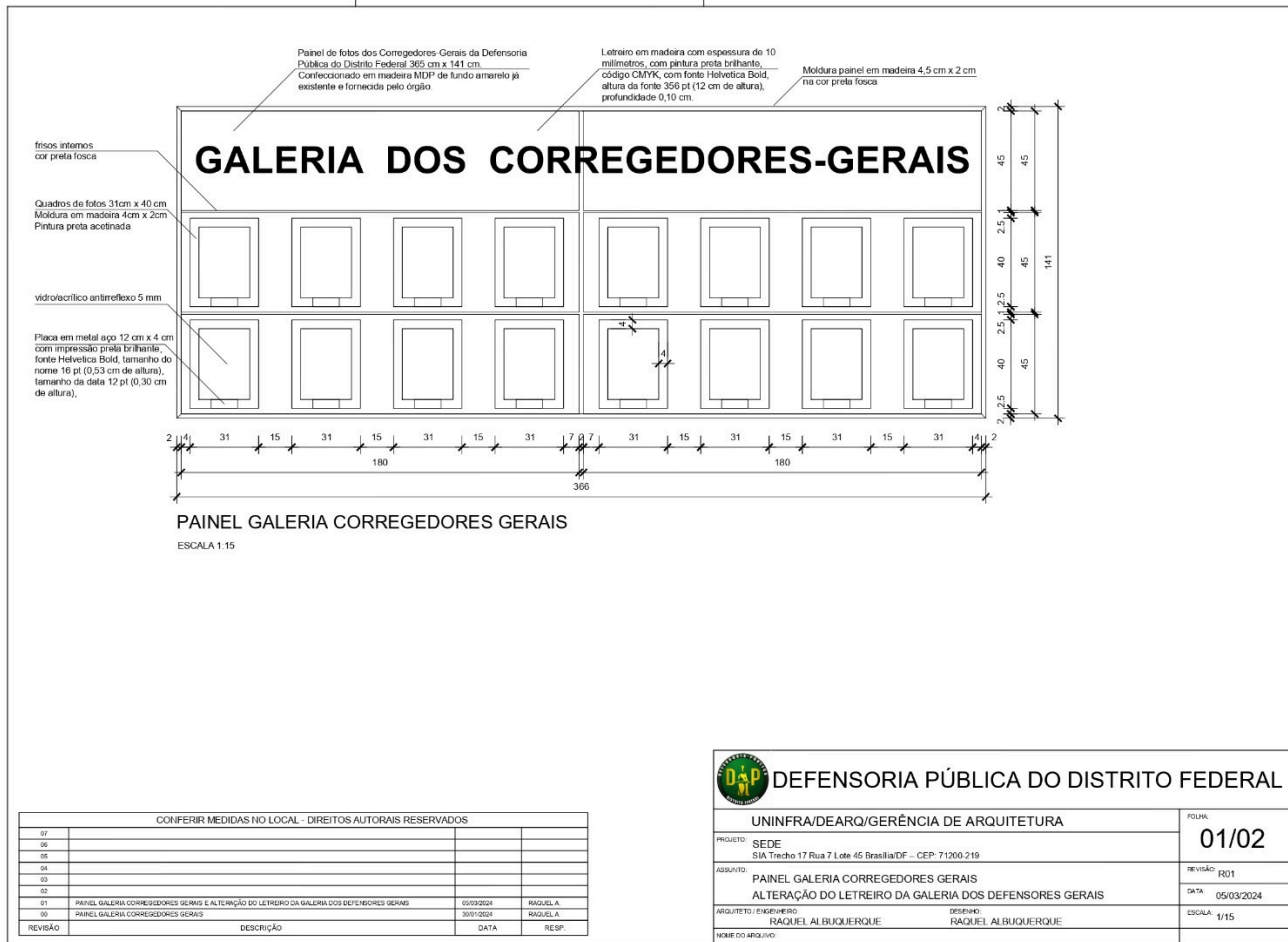 Painel de fotos dos Corregedores-Gerais da Defensoria
Pública do Distrito Federal 365 cm x 141 cm.
Confeccionado em madeira MDP de fundo amarelo já
existente e fornecida pelo órgão.
Letreiro em madeira com espessura de 10
milímetros, com pintura preta brilhante,
código CMYK, com fonte Helvetica Bold,
altura da fonte 356 pt (12 cm de altura),
profundidade 0,10 cm.
Moldura painel em madeira 4,5 cm x 2 cm
na cor preta fosca
frisos internos
cor preta fosca
Quadros de fotos 31cm x 40 cm
Moldura em madeira 4cm x 2cm
Pintura preta acetinada
vidro/acrílico antirreflexo 5 mm
Placa em metal aço 12 cm x 4 cm
com impressão preta brilhante,
fonte Helvetica Bold, tamanho do
nome 16 pt (0,53 cm de altura),
tamanho da data 12 pt (0,30 cm
de altura),
GALERIA DOS CORREGEDORES-GERAIS
4
4
2
45
1
2.5
40
2.5
1
2.5
40
2.5
2
45
45
45
141
2 4 31 15 31 15 31 15 31 7 2 7 31 15 31 15 31 15 31 4 2
180 180
366
PAINEL GALERIA CORREGEDORES GERAIS
ESCALA 1:15
CONFERIR MEDIDAS NO LOCAL - DIREITOS AUTORAIS RESERVADOS
07
06
05
04
03
02
01 PAINEL GALERIA CORREGEDORES GERAIS E ALTERAÇÃO DO LETREIRO DA GALERIA DOS DEFENSORES GERAIS 05/03/2024 RAQUEL A.
00 PAINEL GALERIA CORREGEDORES GERAIS 30/01/2024 RAQUEL A.
REVISÃO DESCRIÇÃO DATA RESP.
DEFENSORIA PÚBLICA
DP
DISTRITO FEDERAL
DEFENSORIA PÚBLICA DO DISTRITO FEDERAL
UNINFRA/DEARQ/GERÊNCIA DE ARQUITETURA
FOLHA:
01/02
PROJETO: SEDE
SIA Trecho 17 Rua 7 Lote 45 Brasília/DF – CEP: 71200-219
ASSUNTO: PAINEL GALERIA CORREGEDORES GERAIS
ALTERAÇÃO DO LETREIRO DA GALERIA DOS DEFENSORES GERAIS
REVISÃO: R01
DATA: 05/03/2024
ARQUITETO / ENGENHEIRO: RAQUEL ALBUQUERQUE
DESENHO: RAQUEL ALBUQUERQUE
ESCALA: 1/15
NOME DO ARQUIVO: